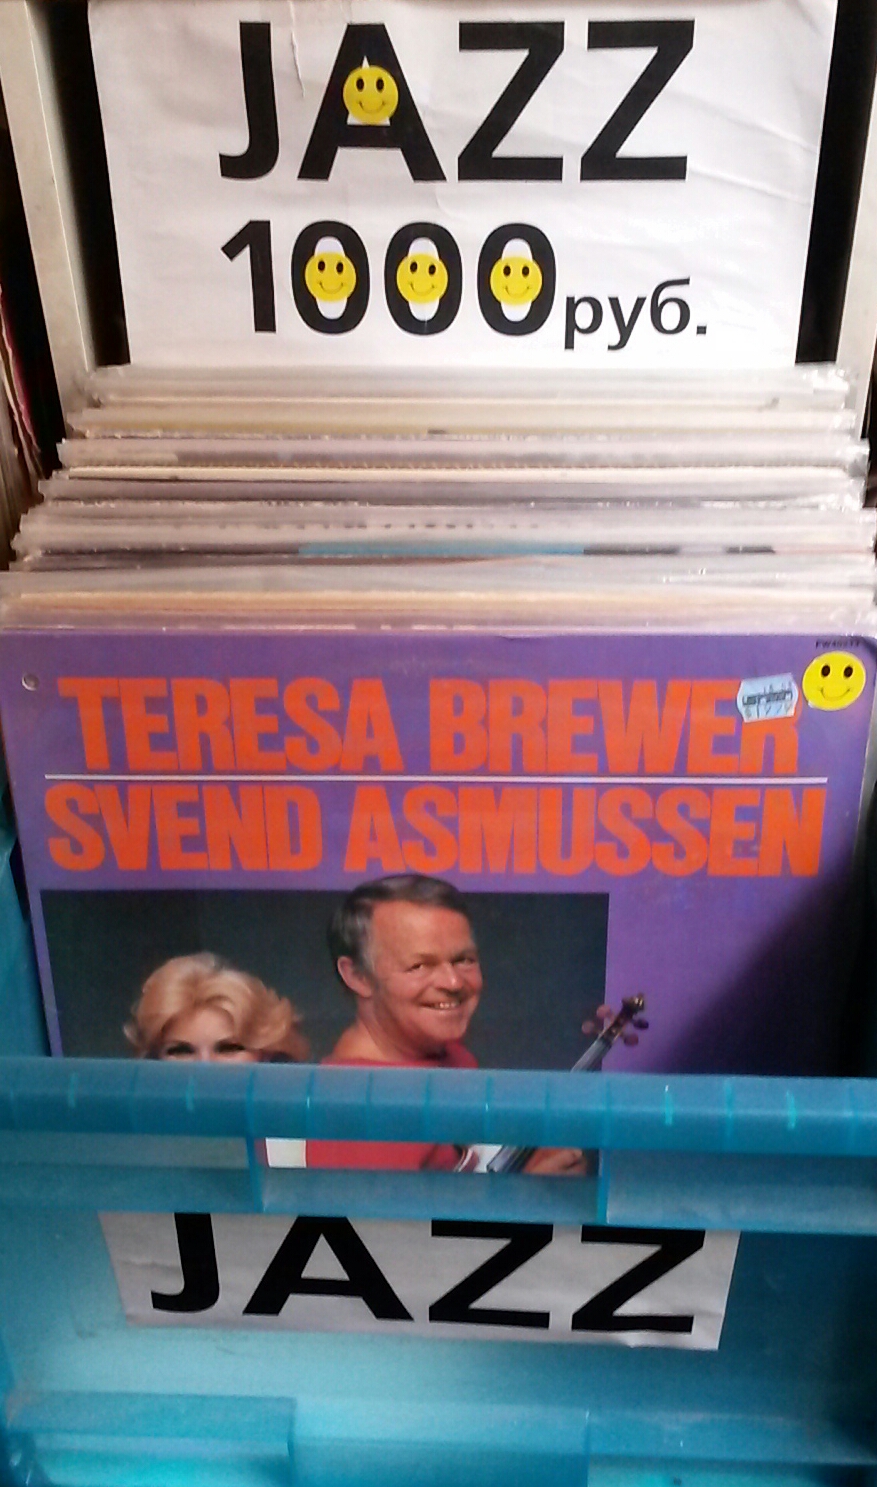 JAZZ
1000 руб.
TERESA BREWER
SVEND ASMUSSEN
JAZZ